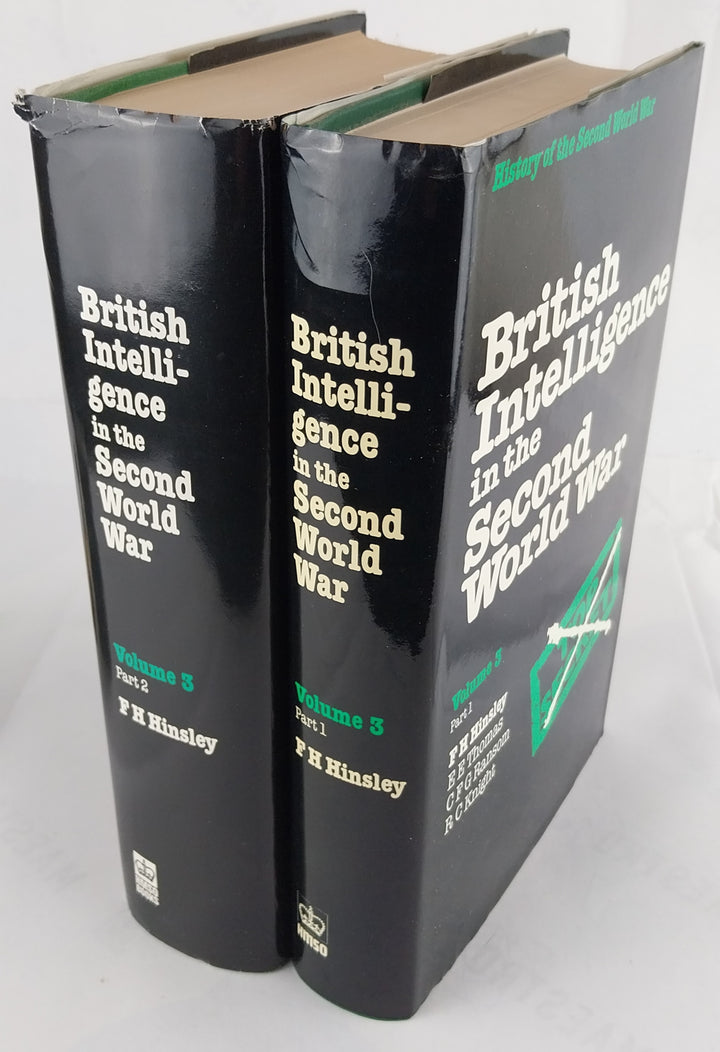 British
Intelli-
gence
in the
Second
World
War
Volume 3
Part 2
F H Hinsley
HMSO
BOOKS
British
Intelli-
gence
in the
Second
World
War
Volume 3
Part 1
F H Hinsley
HMSO
History of the Second World War
British
Intelligence
in the
Second
World War
Volume 3
Part 1
F H Hinsley
E E Thomas
C F G Ransom
R C Knight